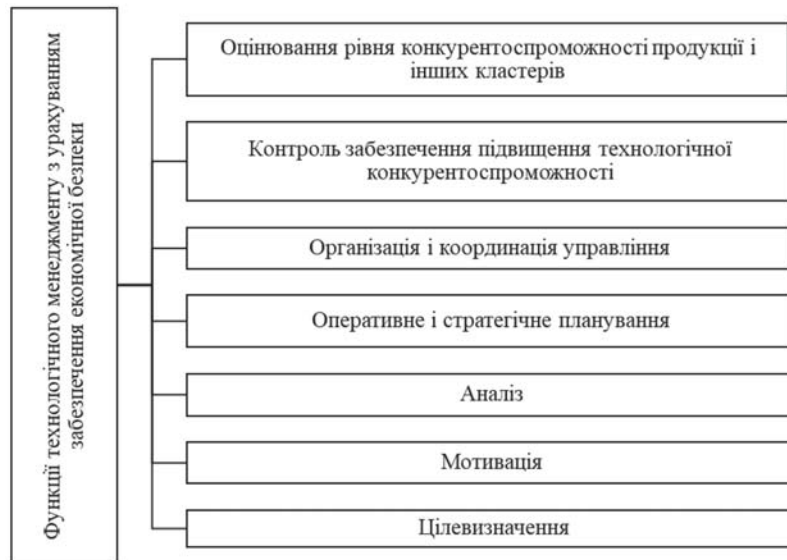 Функції технологічного менеджменту з урахуванням
забезпечення економічної безпеки
Оцінювання рівня конкурентоспроможності продукції і
інших кластерів
Контроль забезпечення підвищення технологічної
конкурентоспроможності
Організація і координація управління
Оперативне і стратегічне планування
Аналіз
Мотивація
Цілевизначення